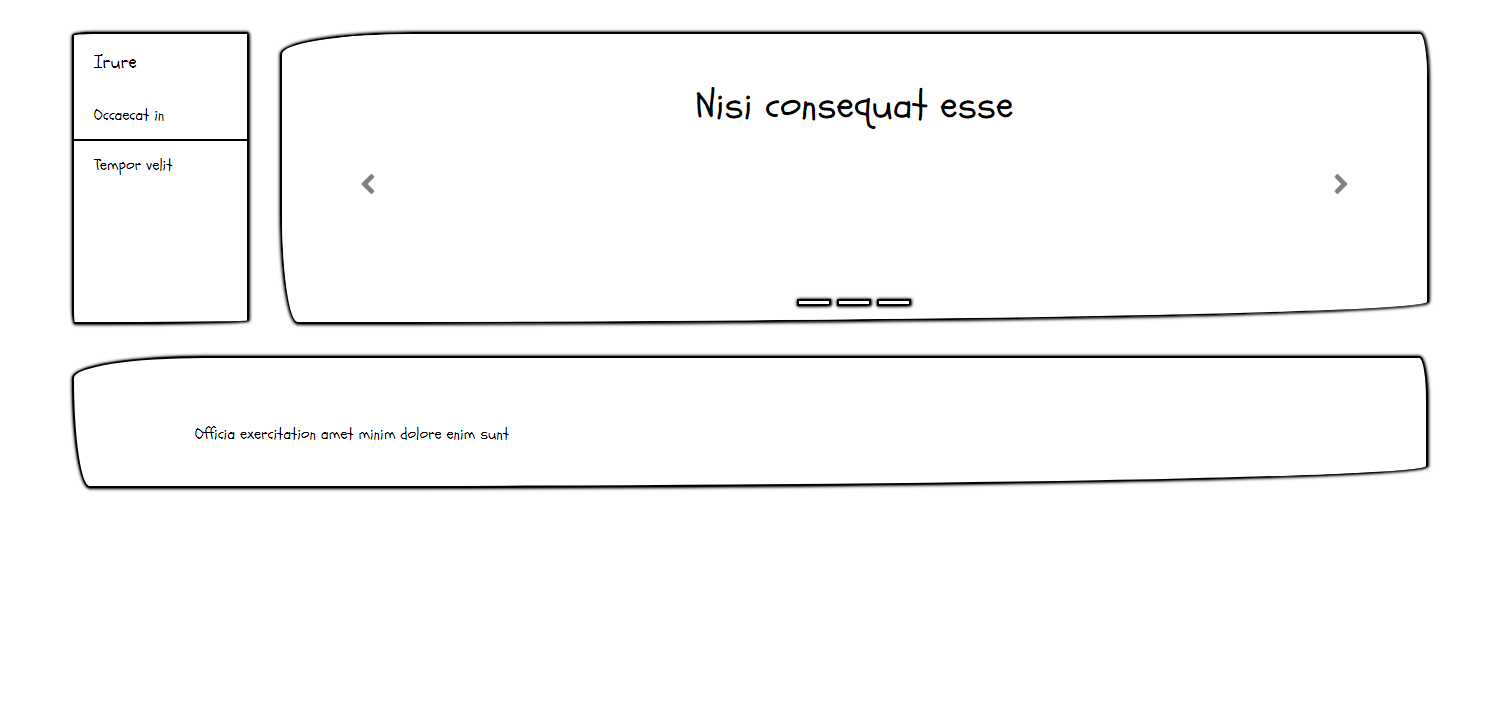 Irure
Occaecat in
Tempor velit
Nisi consequat esse
Officia exercitation amet minim dolore enim sunt